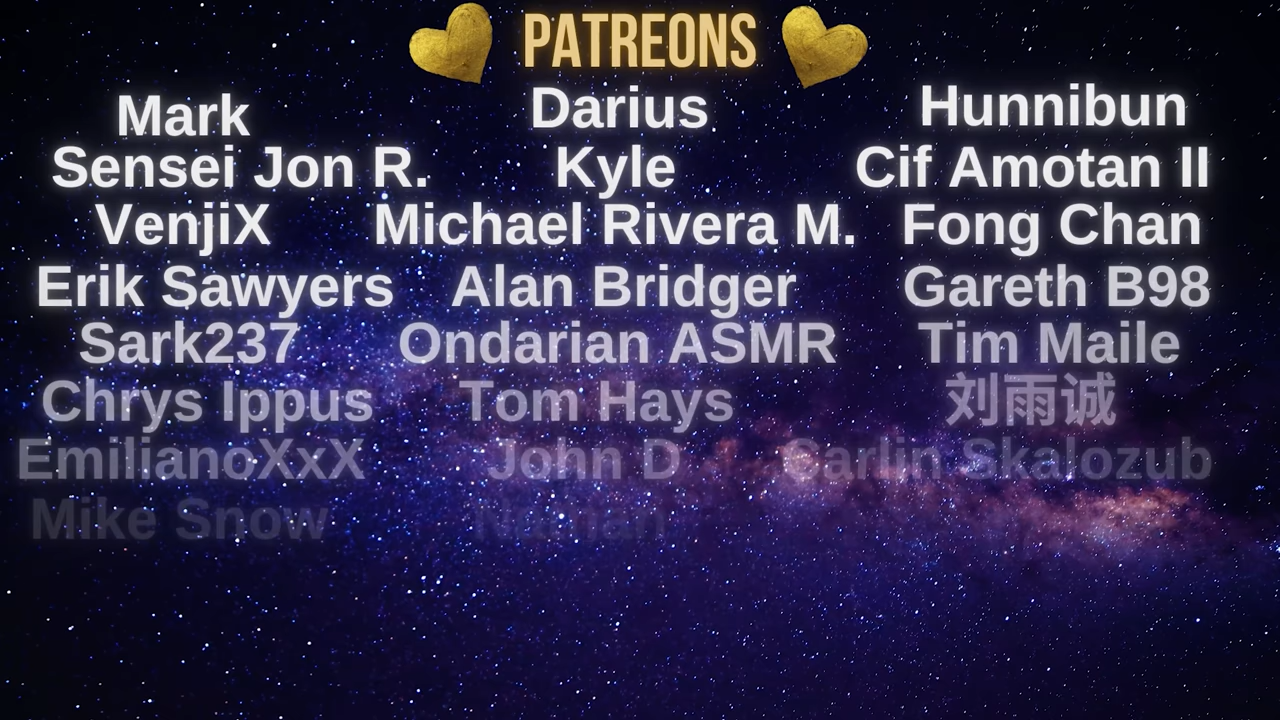 PATREONS
Mark Darius Hunnibun
Sensei Jon R. Kyle Cif Amotan II
VenjiX Michael Rivera M. Fong Chan
Erik Sawyers Alan Bridger Gareth B98
Sark237 Ondarian ASMR Tim Maile
Chrys Ippus Tom Hays 刘雨诚
EmilianoXxX John D Carlin Skalozub
Mike Snow